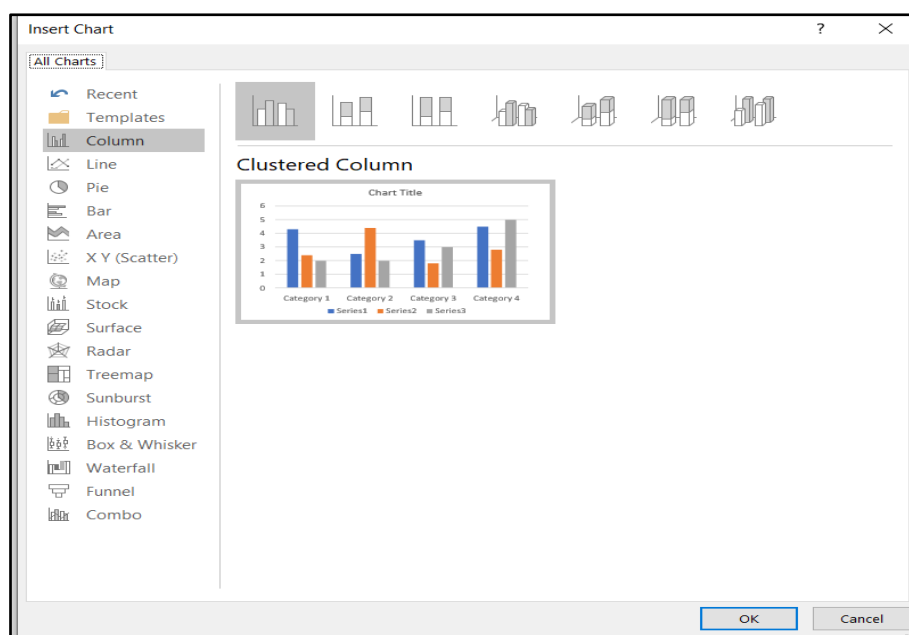 Insert Chart ? ×
All Charts
Recent
Templates
Column
Line
Pie
Bar
Area
X Y (Scatter)
Map
Stock
Surface
Radar
Treemap
Sunburst
Histogram
Box & Whisker
Waterfall
Funnel
Combo
Clustered Column
Chart Title
6
5
4
3
2
1
0
Category 1 Category 2 Category 3 Category 4
Series1 Series2 Series3
OK Cancel